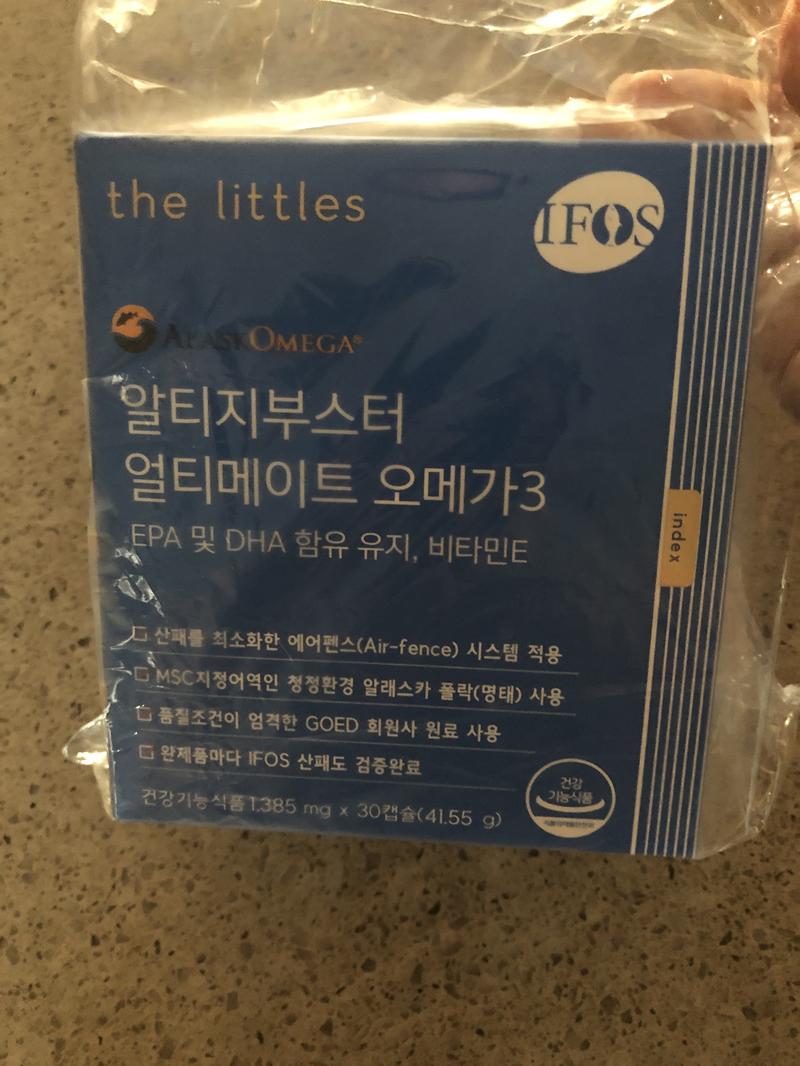 the littles
IFOS
ALASKOMEGA®
알티지부스터
얼티메이트 오메가3
EPA 및 DHA 함유 유지, 비타민E
index
산패를 최소화한 에어펜스(Air-fence) 시스템 적용
MSC지정어역인 청정환경 알래스카 폴락(명태) 사용
품질조건이 엄격한 GOED 회원사 원료 사용
완제품마다 IFOS 산패도 검증완료
건강기능식품 1,385 mg x 30캡슐(41.55 g)
건강
기능식품